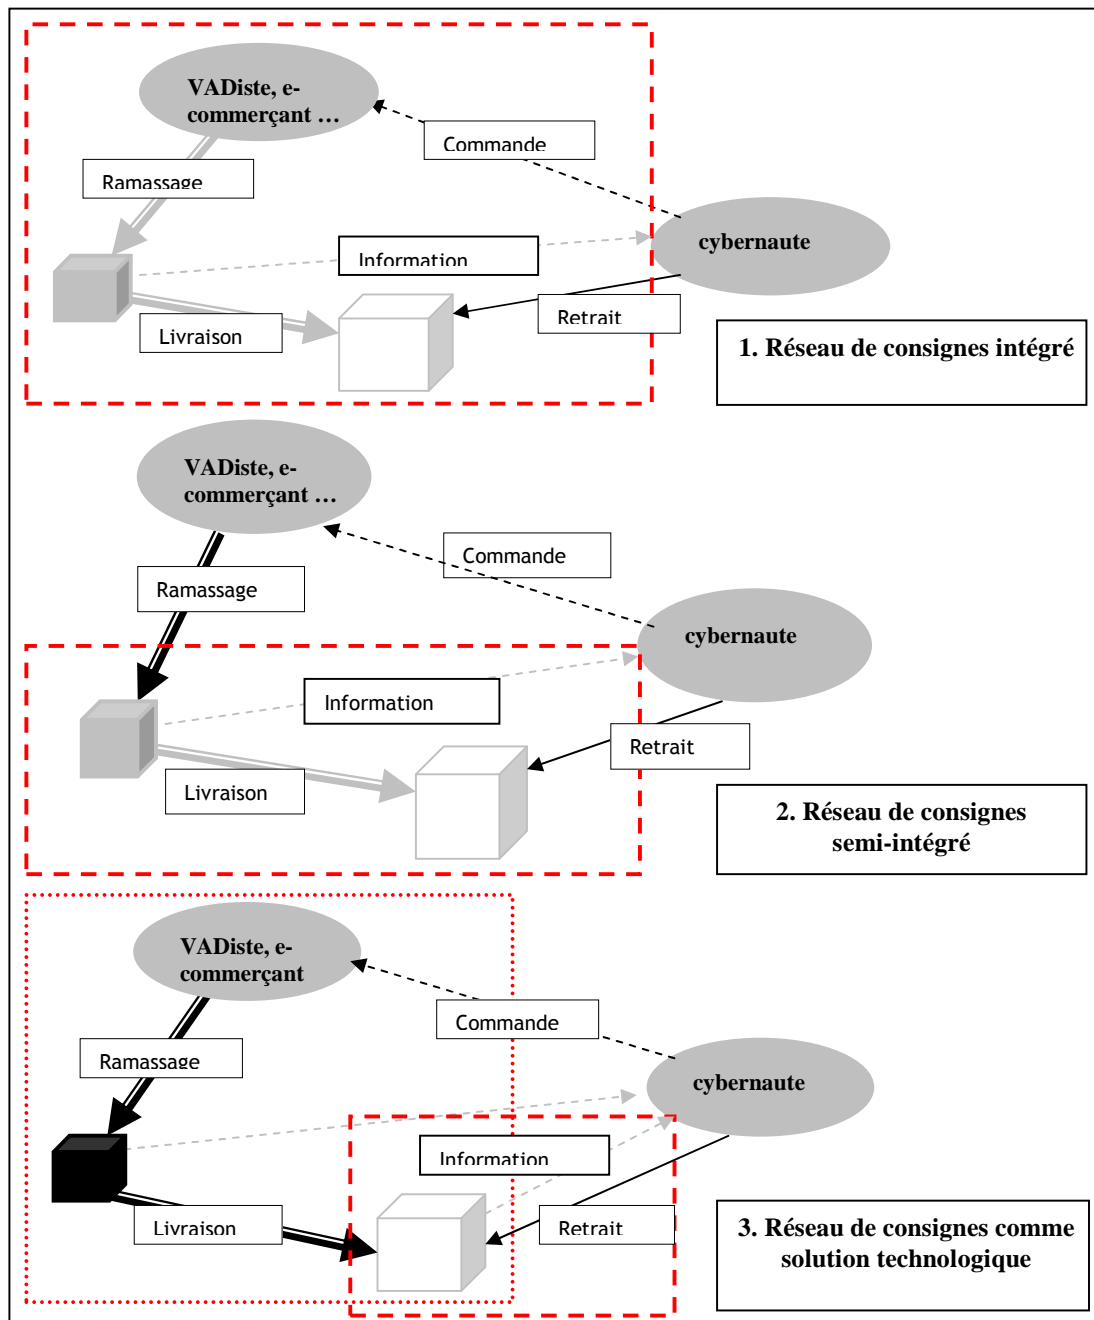 VADiste, e-
commerçant …
Commande
Ramassage
cybernaute
Information
Livraison
Retrait
1. Réseau de consignes intégré
VADiste, e-
commerçant …
Commande
Ramassage
cybernaute
Information
Retrait
Livraison
2. Réseau de consignes
semi-intégré
VADiste, e-
commerçant
Commande
Ramassage
cybernaute
Information
Livraison
Retrait
3. Réseau de consignes comme
solution technologique